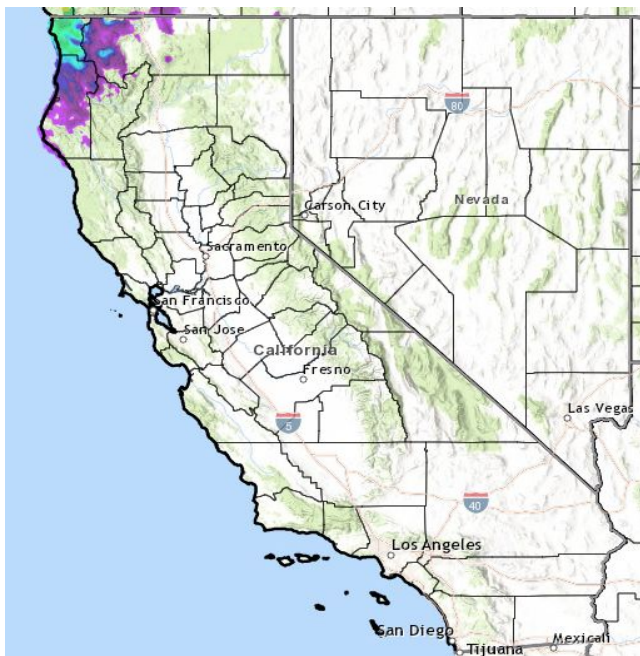 80
Carson City
Nevada
Sacramento
San Francisco
San Jose
California
Fresno
Las Vegas
5
40
Los Angeles
San Diego
Tijuana
Mexicali